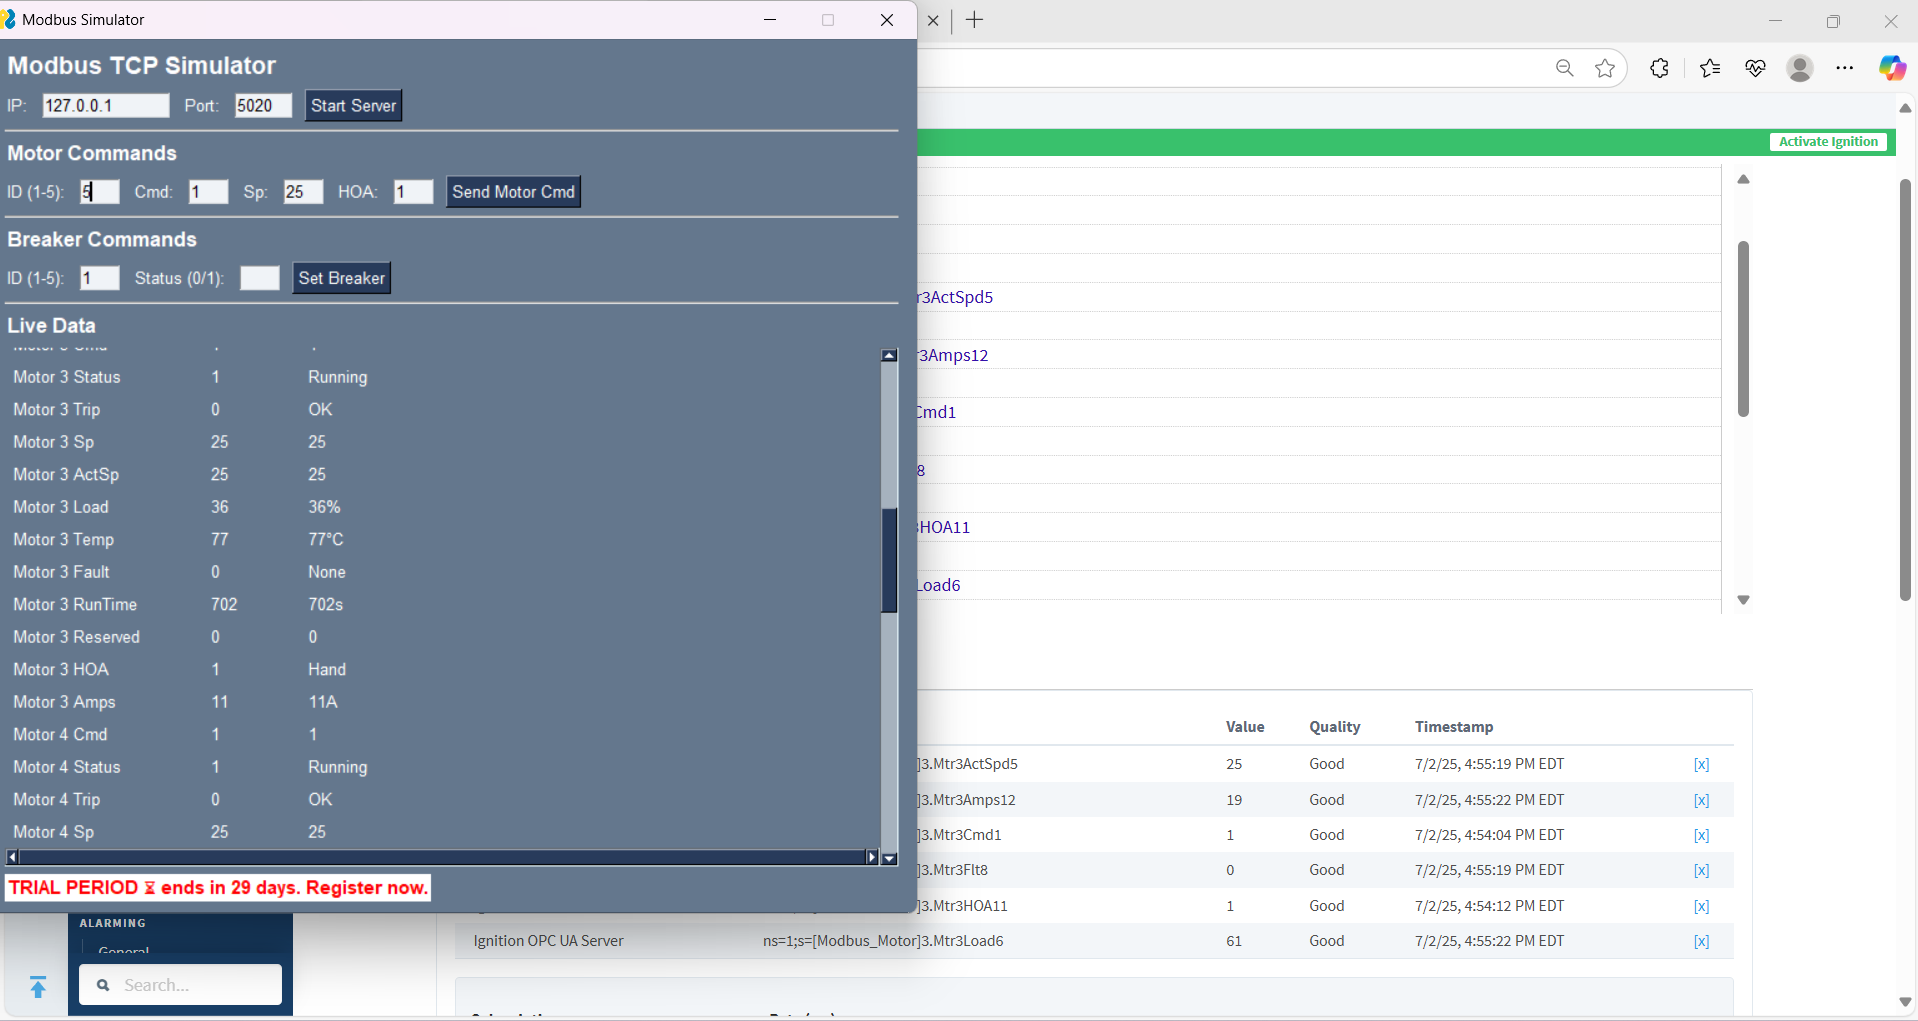 Modbus Simulator
Modbus TCP Simulator
IP: 127.0.0.1 Port: 5020 Start Server
Motor Commands
ID (1-5): 5 Cmd: 1 Sp: 25 HOA: 1 Send Motor Cmd
Breaker Commands
ID (1-5): 1 Status (0/1): Set Breaker
Live Data
Motor 3 Status 1 Running
Motor 3 Trip 0 OK
Motor 3 Sp 25 25
Motor 3 ActSp 25 25
Motor 3 Load 36 36%
Motor 3 Temp 77 77°C
Motor 3 Fault 0 None
Motor 3 RunTime 702 702s
Motor 3 Reserved 0 0
Motor 3 HOA 1 Hand
Motor 3 Amps 11 11A
Motor 4 Cmd 1 1
Motor 4 Status 1 Running
Motor 4 Trip 0 OK
Motor 4 Sp 25 25
TRIAL PERIOD ⌛ ends in 29 days. Register now.
Activate Ignition
r3ActSpd5
r3Amps12
Cmd1
8
HOA11
Load6
Value Quality Timestamp
]3.Mtr3ActSpd5 25 Good 7/2/25, 4:55:19 PM EDT [x]
]3.Mtr3Amps12 19 Good 7/2/25, 4:55:22 PM EDT [x]
]3.Mtr3Cmd1 1 Good 7/2/25, 4:54:04 PM EDT [x]
]3.Mtr3Flt8 0 Good 7/2/25, 4:55:19 PM EDT [x]
]3.Mtr3HOA11 1 Good 7/2/25, 4:54:12 PM EDT [x]
Ignition OPC UA Server ns=1;s=[Modbus_Motor]3.Mtr3Load6 61 Good 7/2/25, 4:55:22 PM EDT [x]
ALARMING
General
Search...